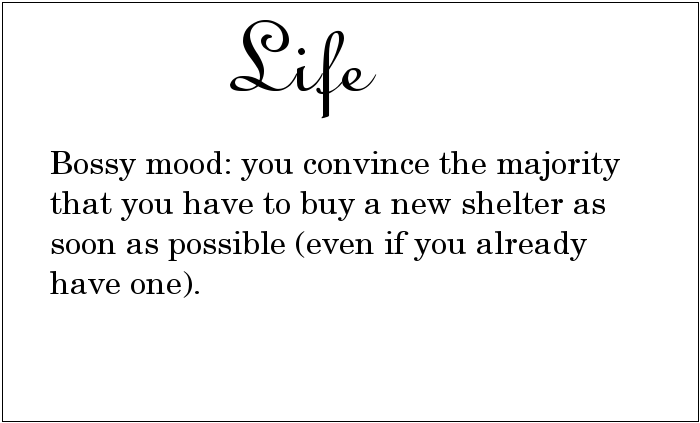 Life
Bossy mood: you convince the majority
that you have to buy a new shelter as
soon as possible (even if you already
have one).